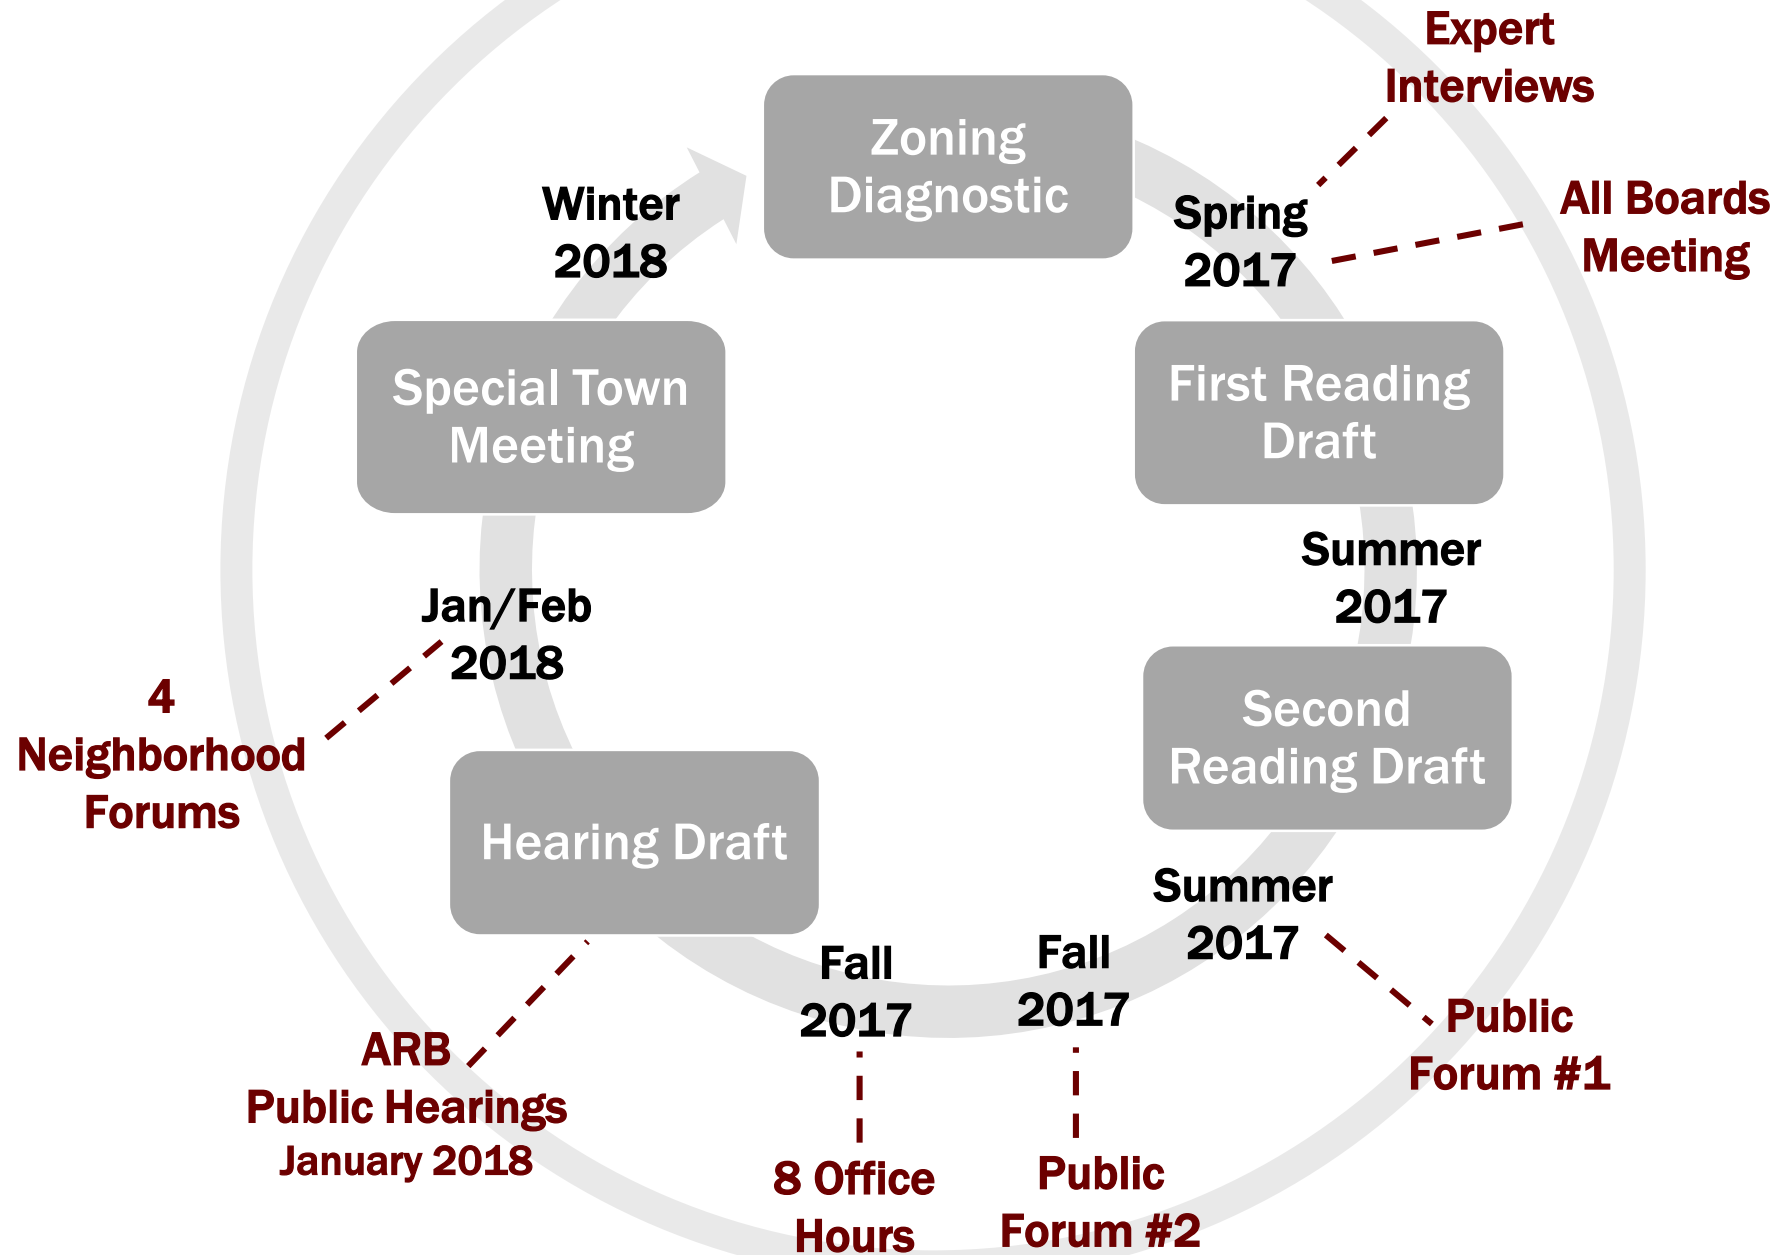 Expert
Interviews
Zoning
Diagnostic
All Boards
Meeting
Spring
2017
Winter
2018
First Reading
Draft
Special Town
Meeting
Summer
2017
Jan/Feb
2018
Second
Reading Draft
4
Neighborhood
Forums
Hearing Draft
Summer
2017
Fall
2017
Fall
2017
Public
Forum #1
ARB
Public Hearings
January 2018
8 Office
Hours
Public
Forum #2